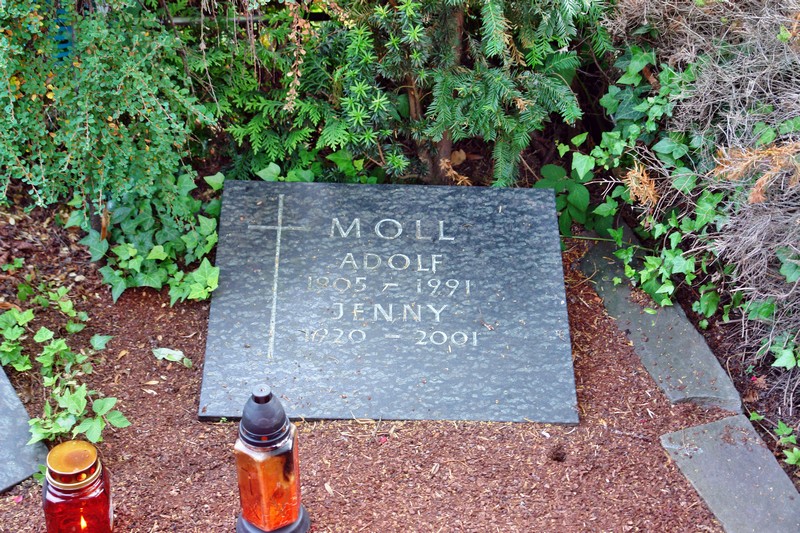 MOLL
ADOLF
1905 - 1991
JENNY
1920 - 2001